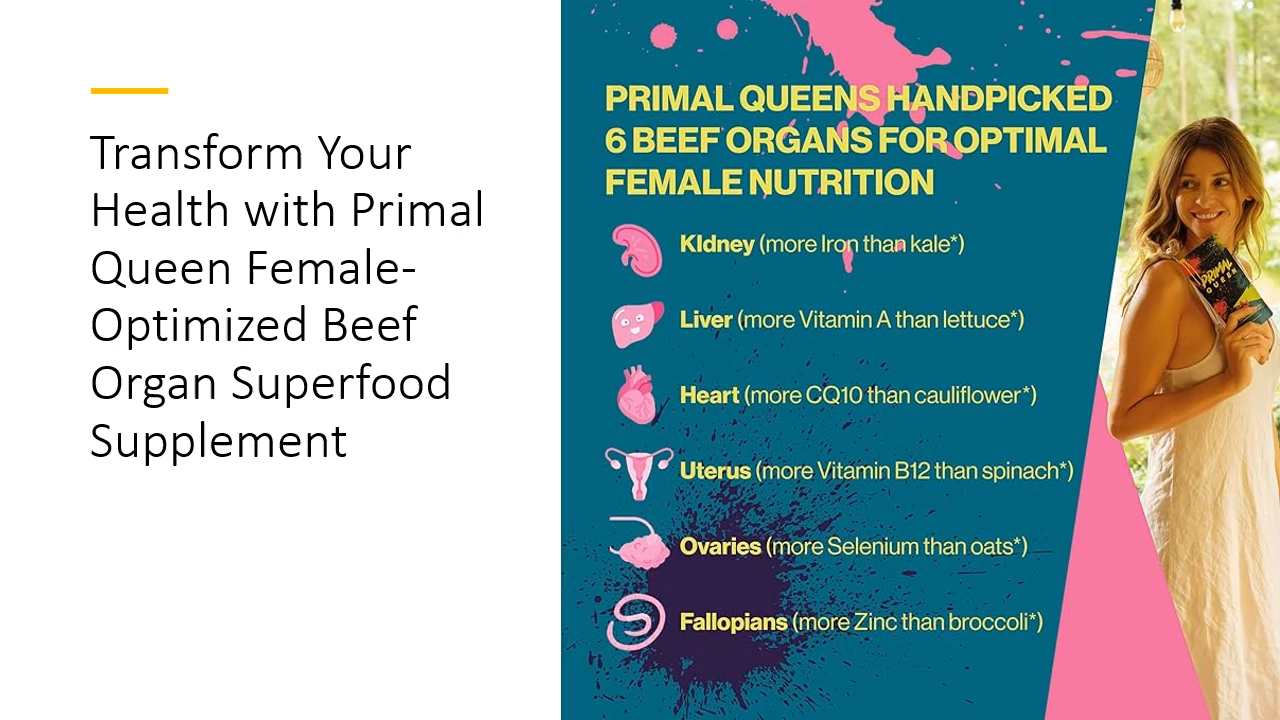 Transform Your
Health with Primal
Queen Female-
Optimized Beef
Organ Superfood
Supplement
PRIMAL QUEENS HANDPICKED
6 BEEF ORGANS FOR OPTIMAL
FEMALE NUTRITION
KIdney (more Iron than kale*)
Liver (more Vitamin A than lettuce*)
Heart (more CQ10 than cauliflower*)
Uterus (more Vitamin B12 than spinach*)
Ovaries (more Selenium than oats*)
Fallopians (more Zinc than broccoli*)
PRIMAL
QUEEN